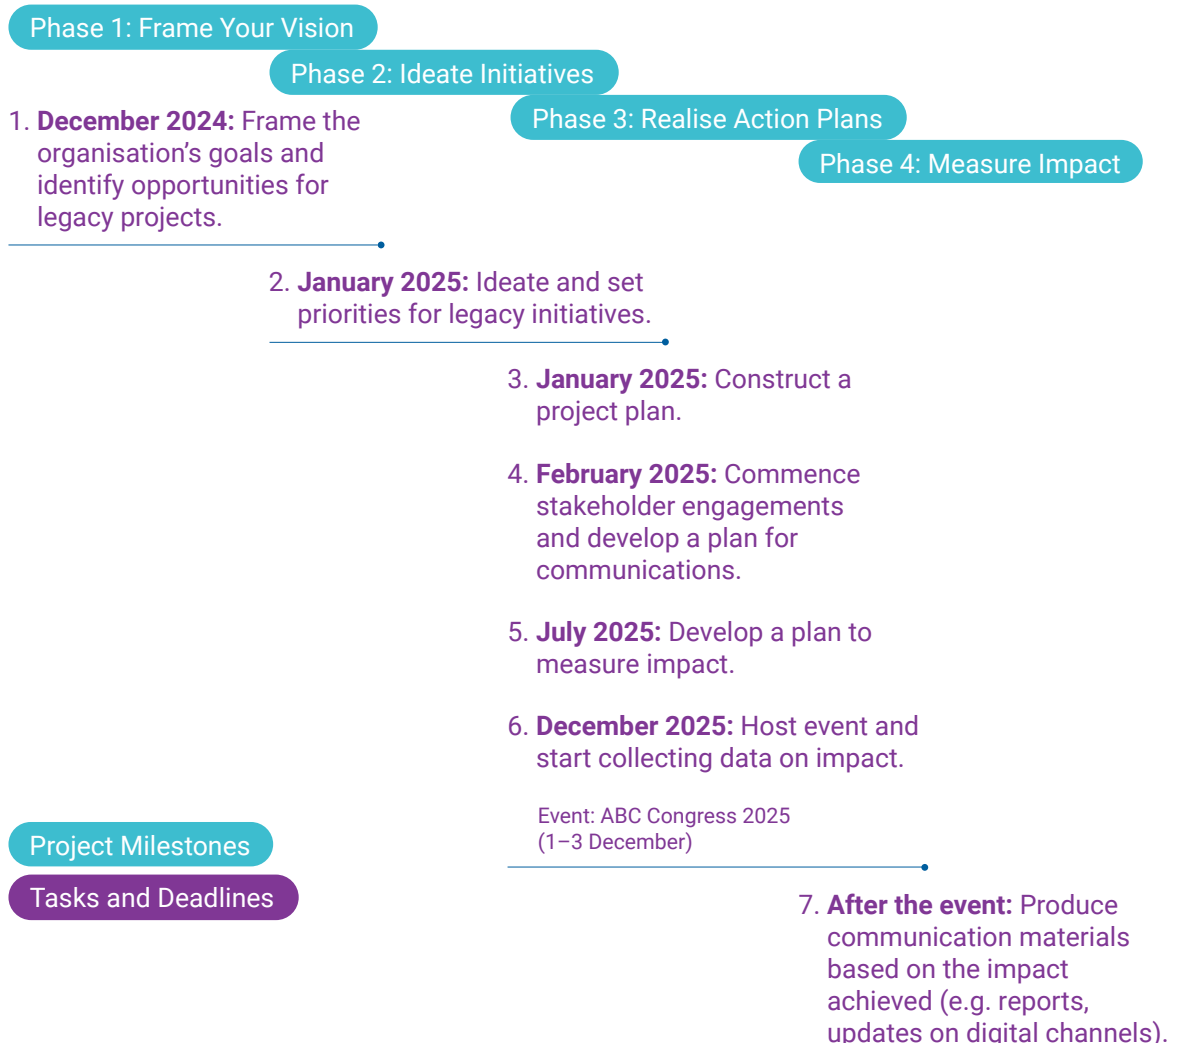 Phase 1: Frame Your Vision
Phase 2: Ideate Initiatives
Phase 3: Realise Action Plans
Phase 4: Measure Impact
1. December 2024: Frame the
organisation’s goals and
identify opportunities for
legacy projects.
2. January 2025: Ideate and set
priorities for legacy initiatives.
3. January 2025: Construct a
project plan.
4. February 2025: Commence
stakeholder engagements
and develop a plan for
communications.
5. July 2025: Develop a plan to
measure impact.
6. December 2025: Host event and
start collecting data on impact.
Event: ABC Congress 2025
(1–3 December)
Project Milestones
Tasks and Deadlines
7. After the event: Produce
communication materials
based on the impact
achieved (e.g. reports,
updates on digital channels).